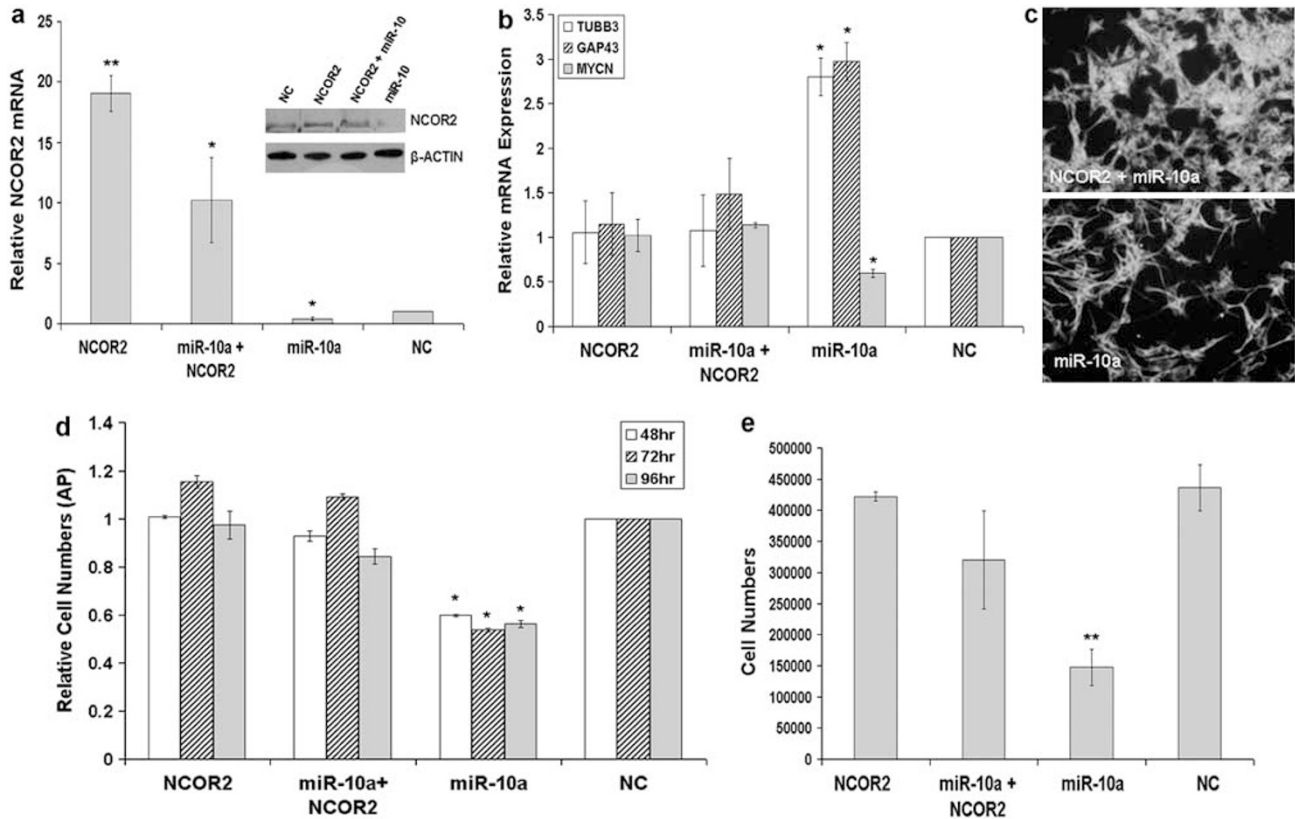 a
Relative NCOR2 mRNA
25
20
15
10
5
0
**
*
*
NCOR2
miR-10a +
NCOR2
miR-10a
NC
NC
NCOR2
NCOR2 + miR-10
miR-10
NCOR2
β-ACTIN
b
Relative mRNA Expression
3.5
3
2.5
2
1.5
1
0.5
0
TUBB3
GAP43
MYCN
*
*
*
NCOR2
miR-10a +
NCOR2
miR-10a
NC
c
NCOR2 + miR-10a
miR-10a
d
Relative Cell Numbers (AP)
1.4
1.2
1
0.8
0.6
0.4
0.2
0
48hr
72hr
96hr
*
*
*
NCOR2
miR-10a+
NCOR2
miR-10a
NC
e
Cell Numbers
500000
450000
400000
350000
300000
250000
200000
150000
100000
50000
0
**
NCOR2
miR-10a +
NCOR2
miR-10a
NC